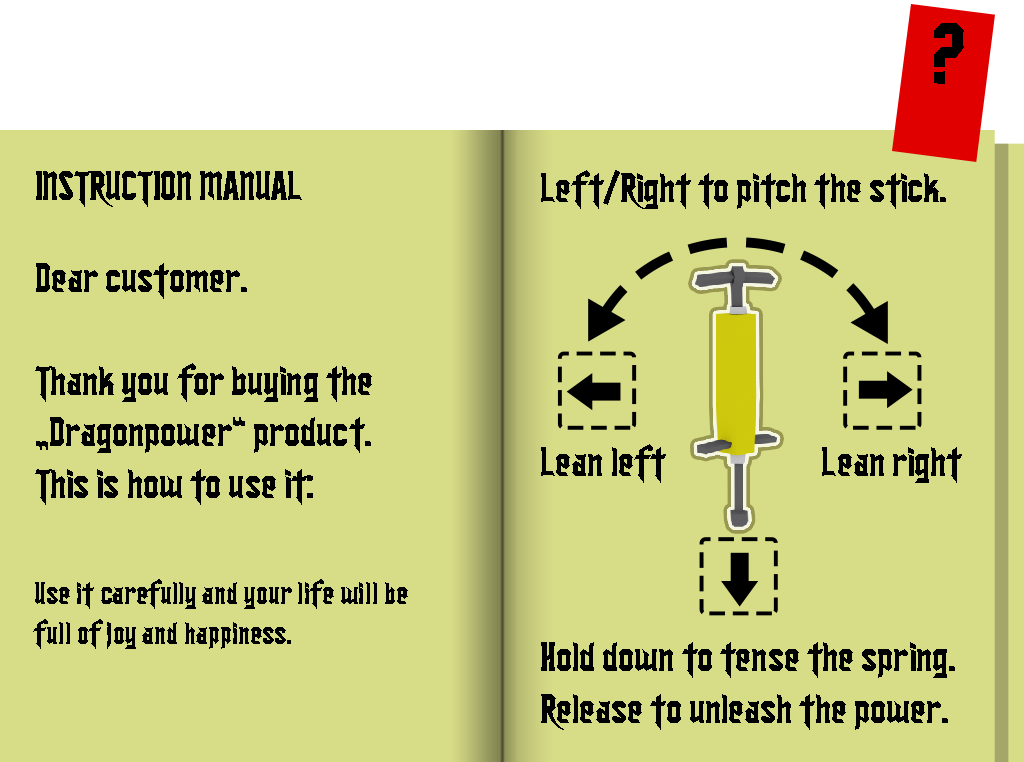 ?
INSTRUCTION MANUAL
Dear customer.
Thank you for buying the
„Dragonpower“ product.
This is how to use it:
Use it carefully and your life will be
full of joy and happiness.
Left/Right to pitch the stick.
Lean left
Lean right
Hold down to tense the spring.
Release to unleash the power.